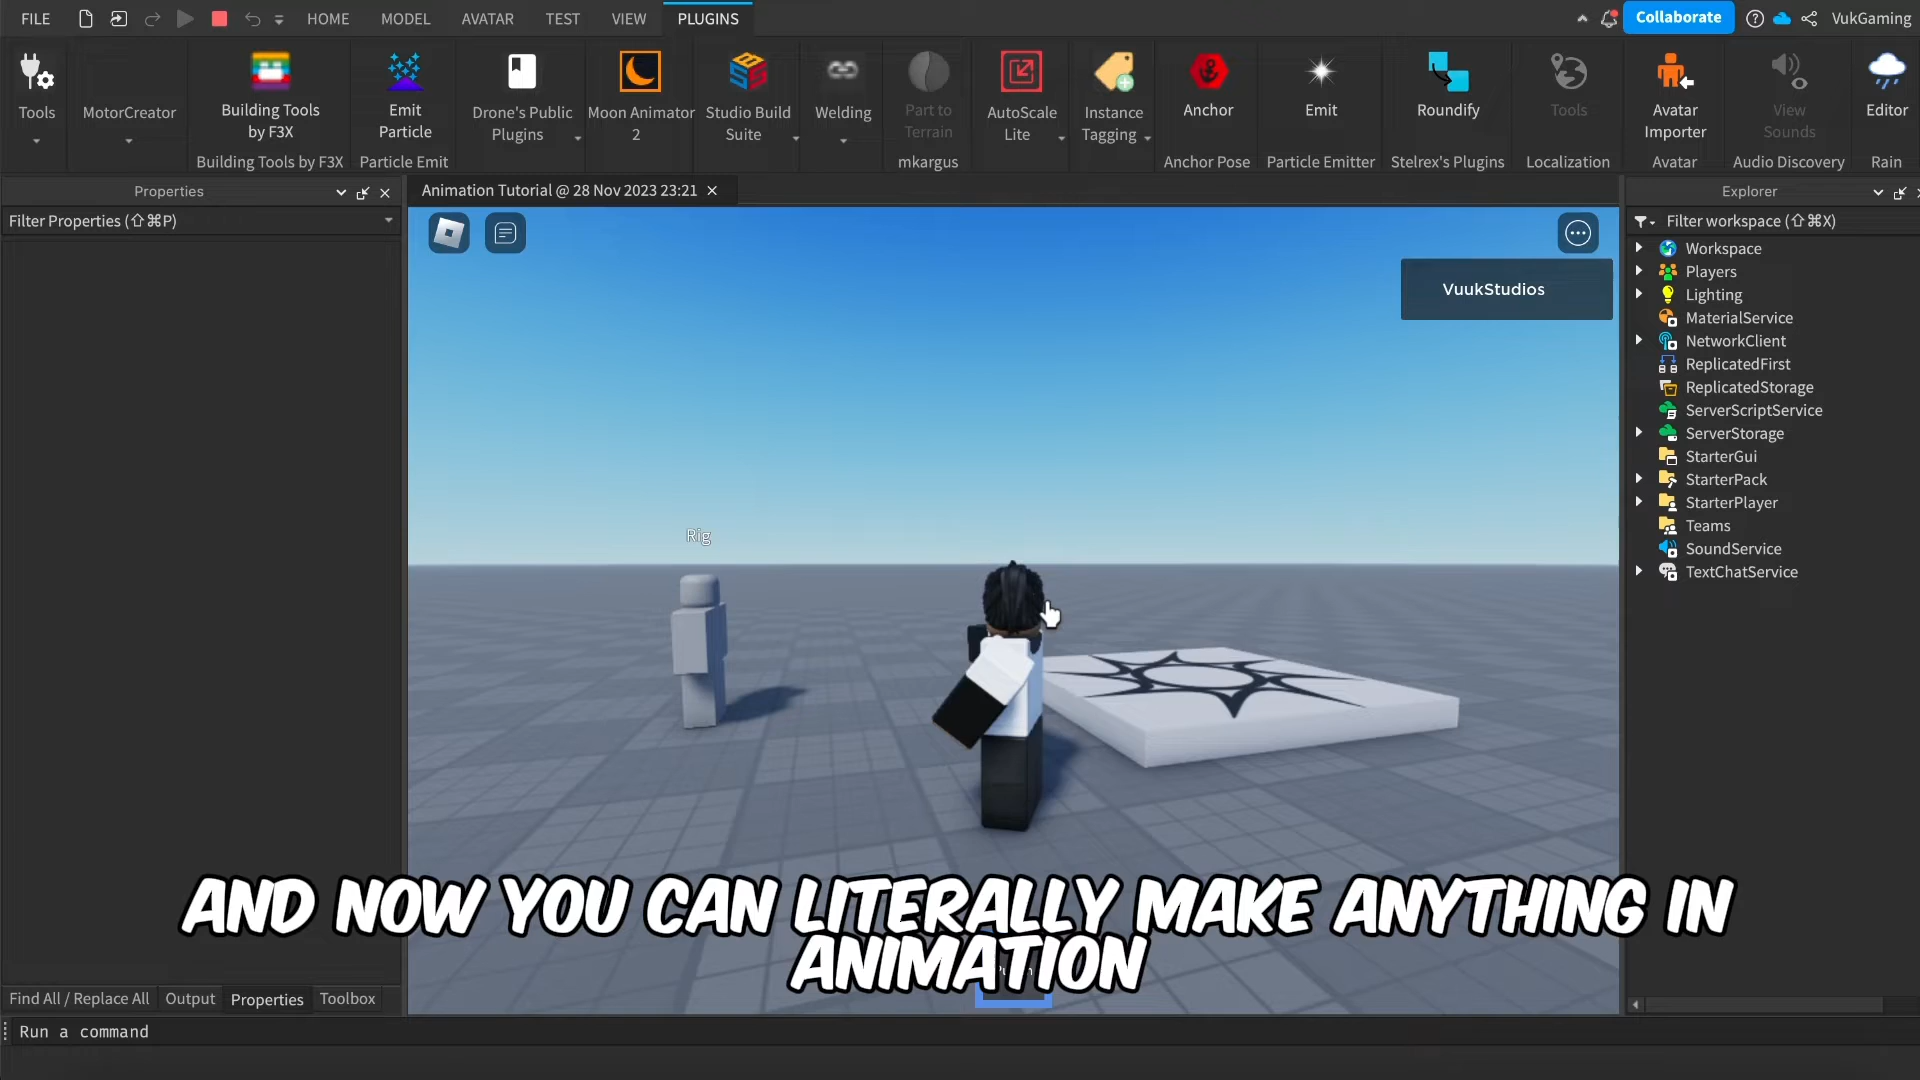 FILE
HOME
MODEL
AVATAR
TEST
VIEW
PLUGINS
Collaborate
VukGaming
Tools
MotorCreator
Building Tools
by F3X
Building Tools by F3X
Emit
Particle
Particle Emit
Drone's Public
Plugins
Moon Animator
2
Studio Build
Suite
Welding
Part to
Terrain
mkargus
AutoScale
Lite
Instance
Tagging
Anchor
Anchor Pose
Emit
Particle Emitter
Roundify
Stelrex's Plugins
Tools
Localization
Avatar
Importer
Avatar
View
Sounds
Audio Discovery
Editor
Rain
Properties
Filter Properties (⇧⌘P)
Animation Tutorial @ 28 Nov 2023 23:21
VuukStudios
Rig
AND NOW YOU CAN LITERALLY MAKE ANYTHING IN
ANIMATION
Explorer
Filter workspace (⇧⌘X)
Workspace
Players
Lighting
MaterialService
NetworkClient
ReplicatedFirst
ReplicatedStorage
ServerScriptService
ServerStorage
StarterGui
StarterPack
StarterPlayer
Teams
SoundService
TextChatService
Find All / Replace All
Output
Properties
Toolbox
Run a command